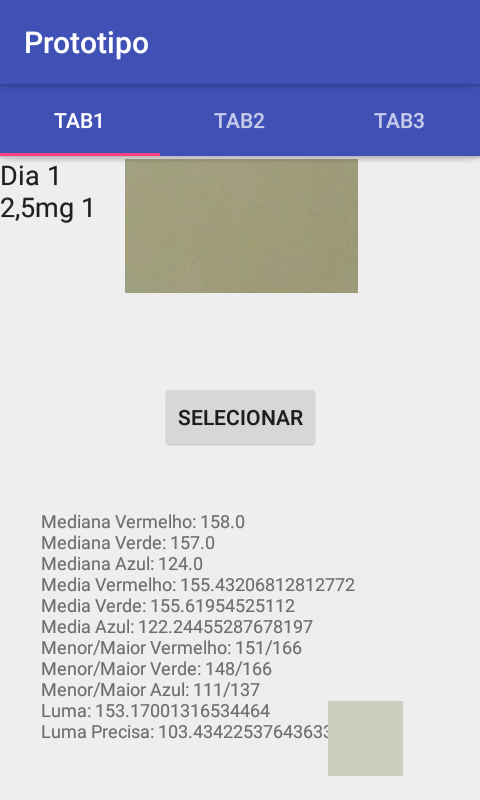 Prototipo
TAB1 TAB2 TAB3
Dia 1
2,5mg 1
SELECIONAR
Mediana Vermelho: 158.0
Mediana Verde: 157.0
Mediana Azul: 124.0
Media Vermelho: 155.43206812812772
Media Verde: 155.61954525112
Media Azul: 122.24455287678197
Menor/Maior Vermelho: 151/166
Menor/Maior Verde: 148/166
Menor/Maior Azul: 111/137
Luma: 153.17001316534464
Luma Precisa: 103.43422537643633